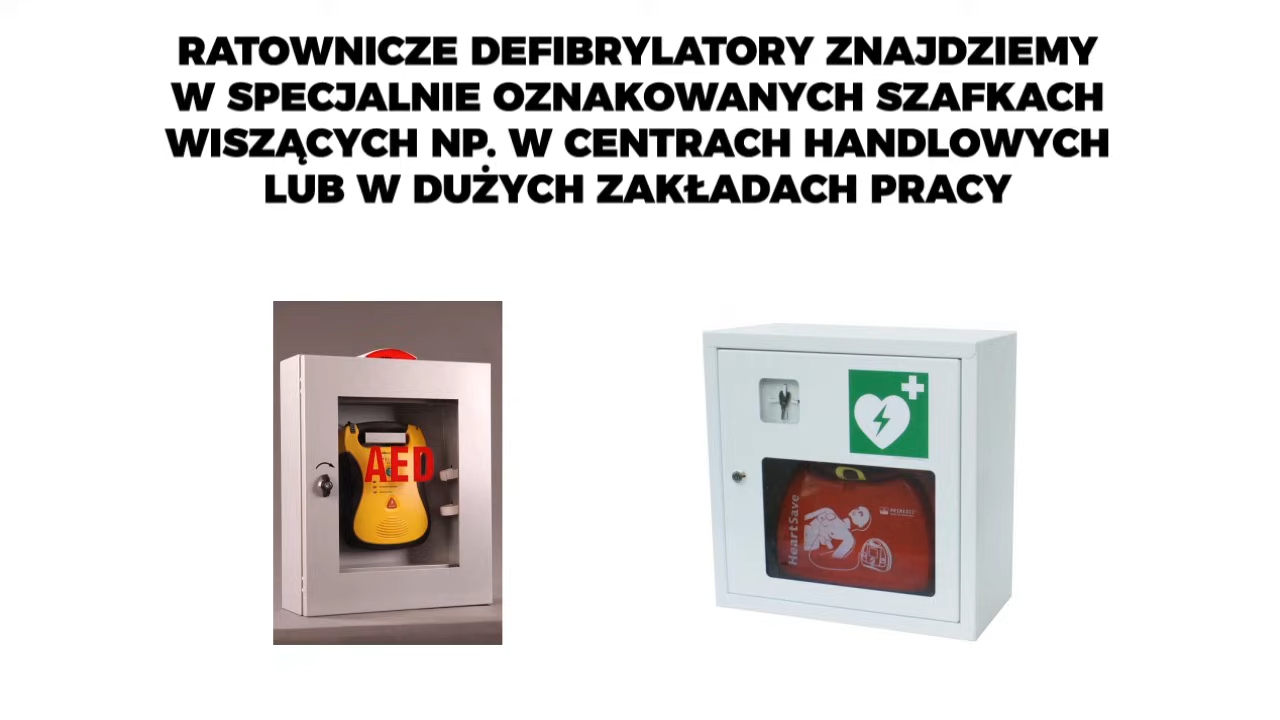 RATOWNICZE DEFIBRYLATORY ZNAJDZIEMY
W SPECJALNIE OZNAKOWANYCH SZAFKACH
WISZĄCYCH NP. W CENTRACH HANDLOWYCH
LUB W DUŻYCH ZAKŁADACH PRACY
AED
HeartSave